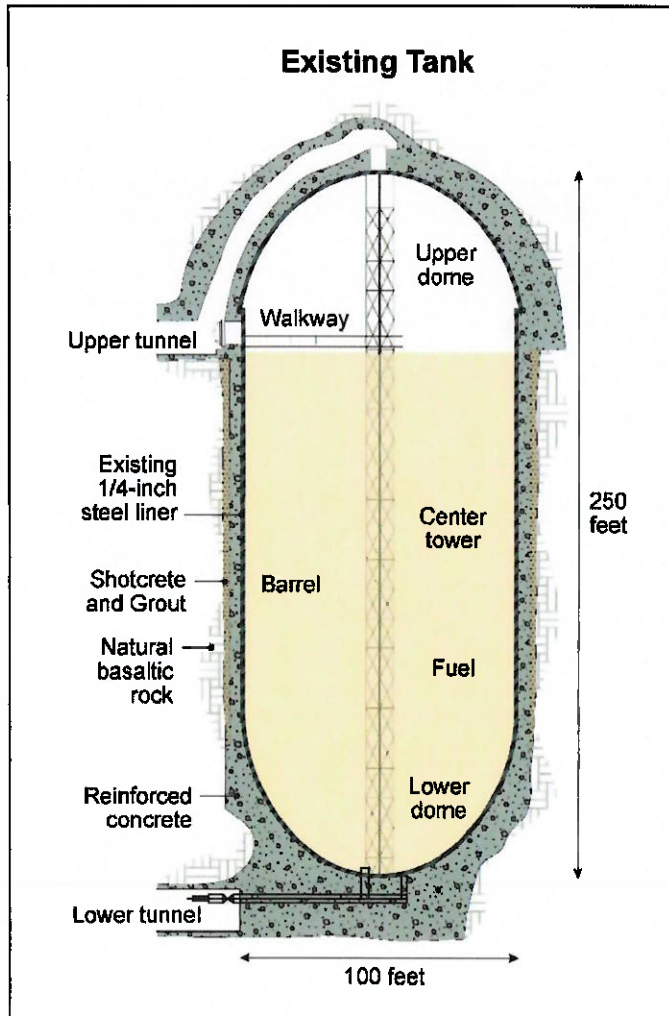 Existing Tank
Upper
dome
Walkway
Upper tunnel
Existing
1/4-inch
steel liner
Center
tower
250
feet
Shotcrete
and Grout
Barrel
Natural
basaltic
rock
Fuel
Reinforced
concrete
Lower
dome
Lower tunnel
100 feet